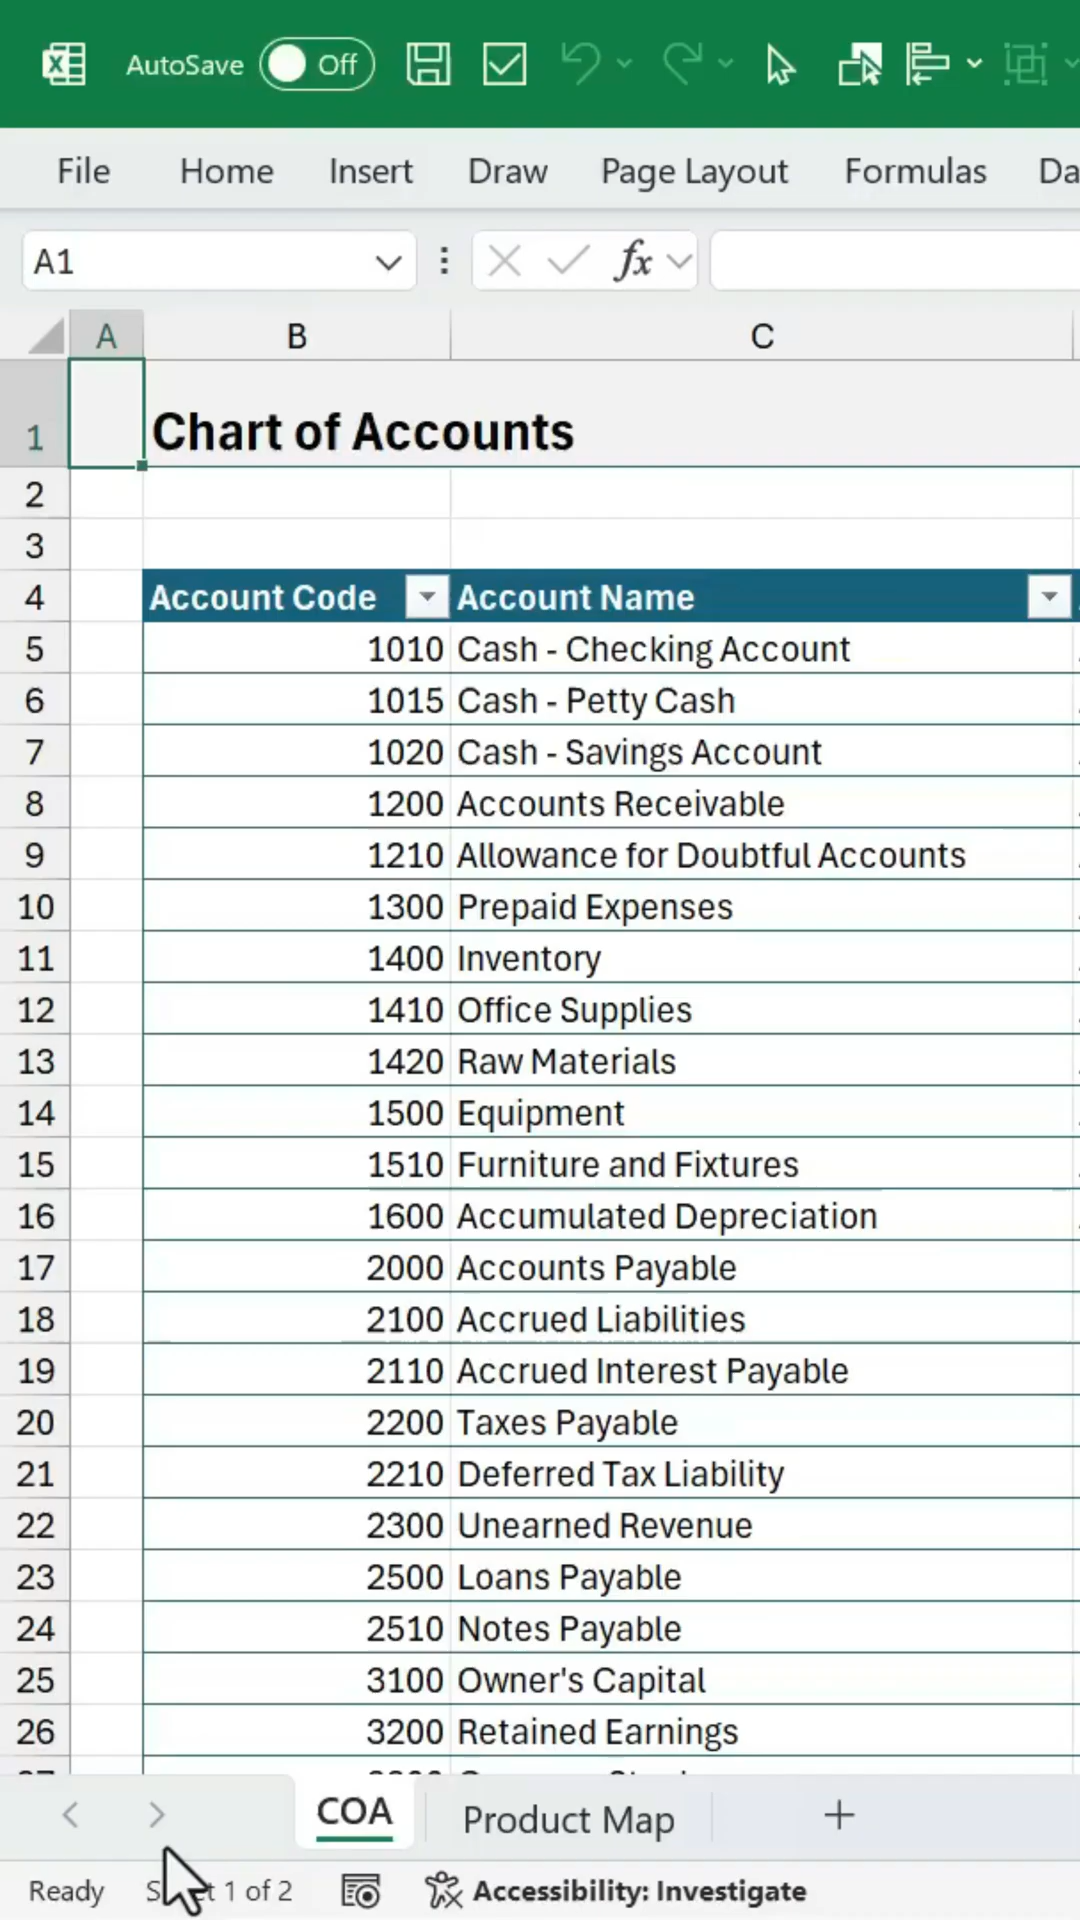 AutoSave Off
File Home Insert Draw Page Layout Formulas Da
A1 fx
A B C
1 Chart of Accounts
2
3
4 Account Code Account Name
5 1010 Cash - Checking Account
6 1015 Cash - Petty Cash
7 1020 Cash - Savings Account
8 1200 Accounts Receivable
9 1210 Allowance for Doubtful Accounts
10 1300 Prepaid Expenses
11 1400 Inventory
12 1410 Office Supplies
13 1420 Raw Materials
14 1500 Equipment
15 1510 Furniture and Fixtures
16 1600 Accumulated Depreciation
17 2000 Accounts Payable
18 2100 Accrued Liabilities
19 2110 Accrued Interest Payable
20 2200 Taxes Payable
21 2210 Deferred Tax Liability
22 2300 Unearned Revenue
23 2500 Loans Payable
24 2510 Notes Payable
25 3100 Owner's Capital
26 3200 Retained Earnings
COA Product Map
Ready 1 of 2 Accessibility: Investigate